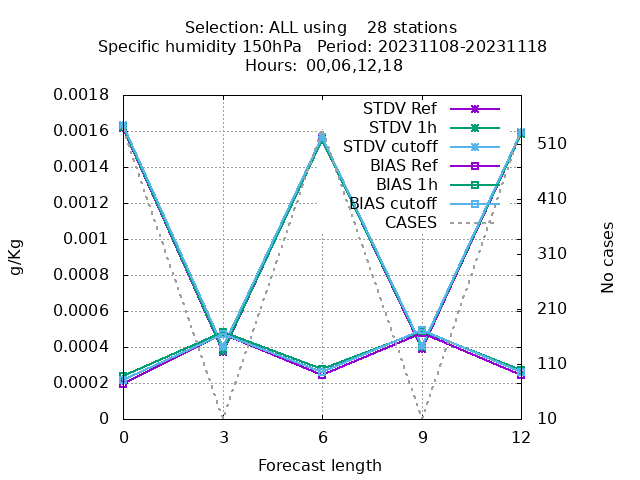 Selection: ALL using    28 stations
Specific humidity 150hPa   Period: 20231108-20231118
Hours:  00,06,12,18
STDV Ref
STDV 1h
STDV cutoff
BIAS Ref
BIAS 1h
BIAS cutoff
CASES
0.0018
0.0016
0.0014
0.0012
0.001
0.0008
0.0006
0.0004
0.0002
0
g/Kg
510
410
310
210
110
10
No cases
0 3 6 9 12
Forecast length